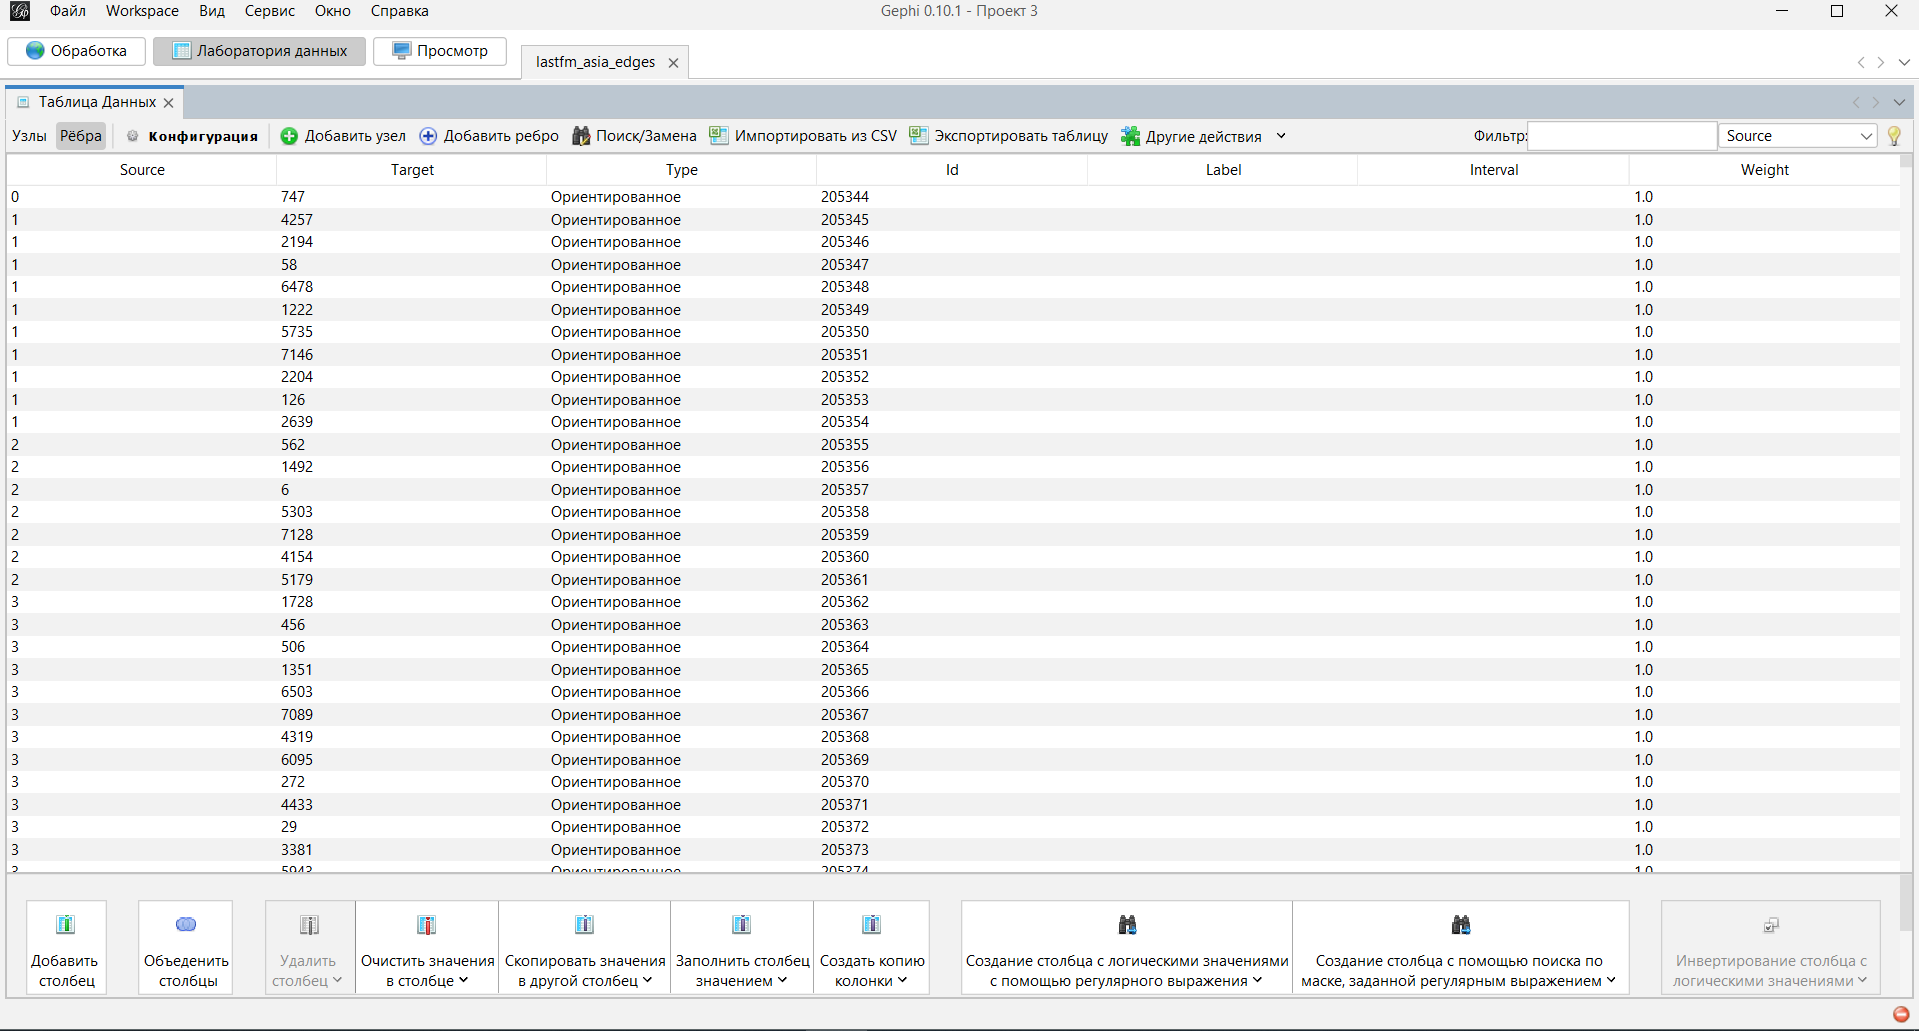 Файл Workspace Вид Сервис Окно Справка Gephi 0.10.1 - Проект 3
Обработка Лаборатория данных Просмотр lastfm_asia_edges
Таблица Данных
Узлы Рёбра Конфигурация Добавить узел Добавить ребро Поиск/Замена Импортировать из CSV Экспортировать таблицу Другие действия Фильтр: Source
Source Target Type Id Label Interval Weight
0 747 Ориентированное 205344 1.0
1 4257 Ориентированное 205345 1.0
1 2194 Ориентированное 205346 1.0
1 58 Ориентированное 205347 1.0
1 6478 Ориентированное 205348 1.0
1 1222 Ориентированное 205349 1.0
1 5735 Ориентированное 205350 1.0
1 7146 Ориентированное 205351 1.0
1 2204 Ориентированное 205352 1.0
1 126 Ориентированное 205353 1.0
1 2639 Ориентированное 205354 1.0
2 562 Ориентированное 205355 1.0
2 1492 Ориентированное 205356 1.0
2 6 Ориентированное 205357 1.0
2 5303 Ориентированное 205358 1.0
2 7128 Ориентированное 205359 1.0
2 4154 Ориентированное 205360 1.0
2 5179 Ориентированное 205361 1.0
3 1728 Ориентированное 205362 1.0
3 456 Ориентированное 205363 1.0
3 506 Ориентированное 205364 1.0
3 1351 Ориентированное 205365 1.0
3 6503 Ориентированное 205366 1.0
3 7089 Ориентированное 205367 1.0
3 4319 Ориентированное 205368 1.0
3 6095 Ориентированное 205369 1.0
3 272 Ориентированное 205370 1.0
3 4433 Ориентированное 205371 1.0
3 29 Ориентированное 205372 1.0
3 3381 Ориентированное 205373 1.0
3 5943 Ориентированное 205374 1.0
Добавить
столбец
Объеденить
столбцы
Удалить
столбец
Очистить значения
в столбце
Скопировать значения
в другой столбец
Заполнить столбец
значением
Создать копию
колонки
Создание столбца с логическими значениями
с помощью регулярного выражения
Создание столбца с помощью поиска по
маске, заданной регулярным выражением
Инвертирование столбца с
логическими значениями